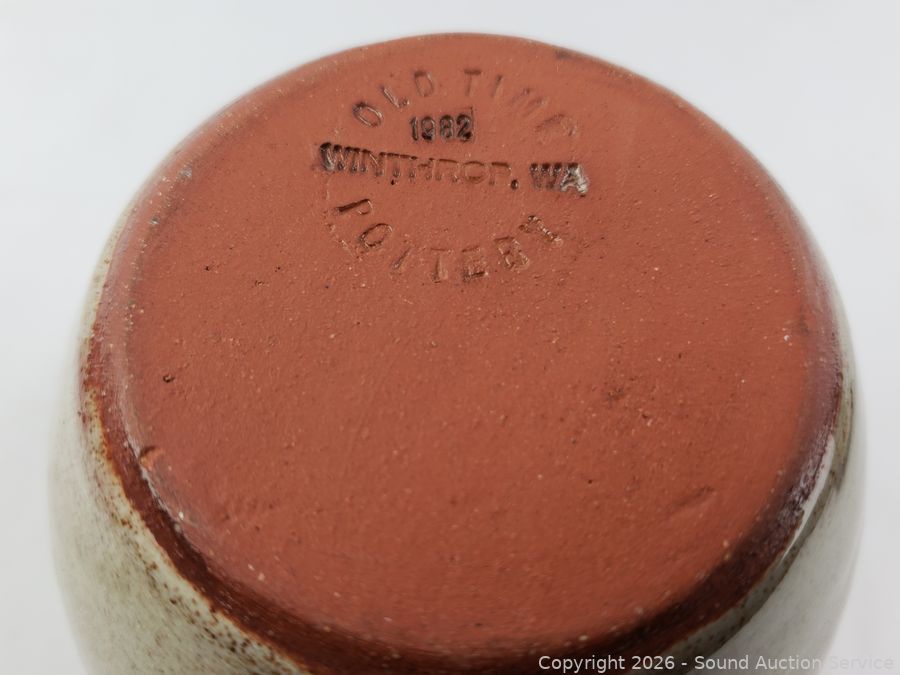 OLD TIME
1982
WINTHROP, WA
POTTERY
Copyright 2026 - Sound Auction Service